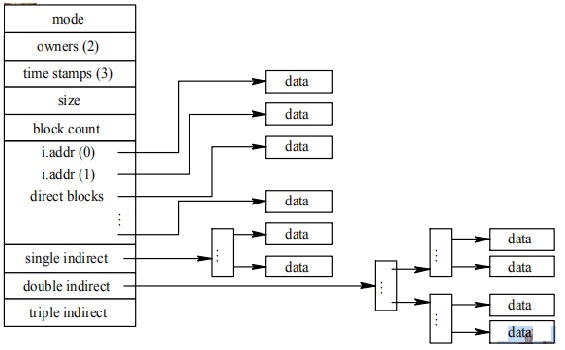 mode
owners (2)
time stamps (3)
size
block count
i.addr (0)
i.addr (1)
direct blocks
⋮
single indirect
double indirect
triple indirect
data
data
data
data
⋮
data
data
⋮
⋮
data
data
⋮
data
data